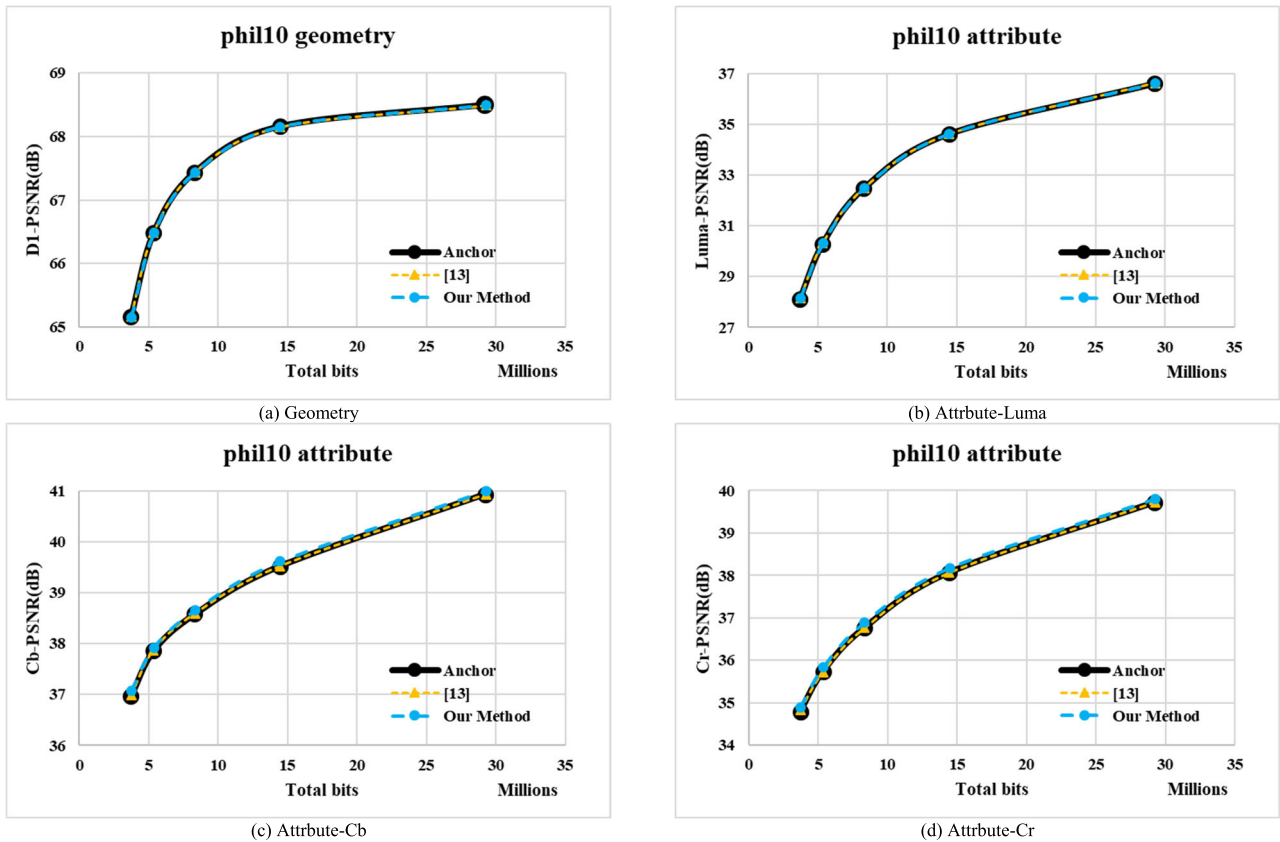 phil10 geometry
D1-PSNR(dB)
69
68
67
66
65
0 5 10 15 20 25 30 35
Total bits Millions
Anchor
[13]
Our Method
(a) Geometry
phil10 attribute
Luma-PSNR(dB)
37
35
33
31
29
27
0 5 10 15 20 25 30 35
Total bits Millions
Anchor
[13]
Our Method
(b) Attrbute-Luma
phil10 attribute
Cb-PSNR(dB)
41
40
39
38
37
36
0 5 10 15 20 25 30 35
Total bits Millions
Anchor
[13]
Our Method
(c) Attrbute-Cb
phil10 attribute
Cr-PSNR(dB)
40
39
38
37
36
35
34
0 5 10 15 20 25 30 35
Total bits Millions
Anchor
[13]
Our Method
(d) Attrbute-Cr